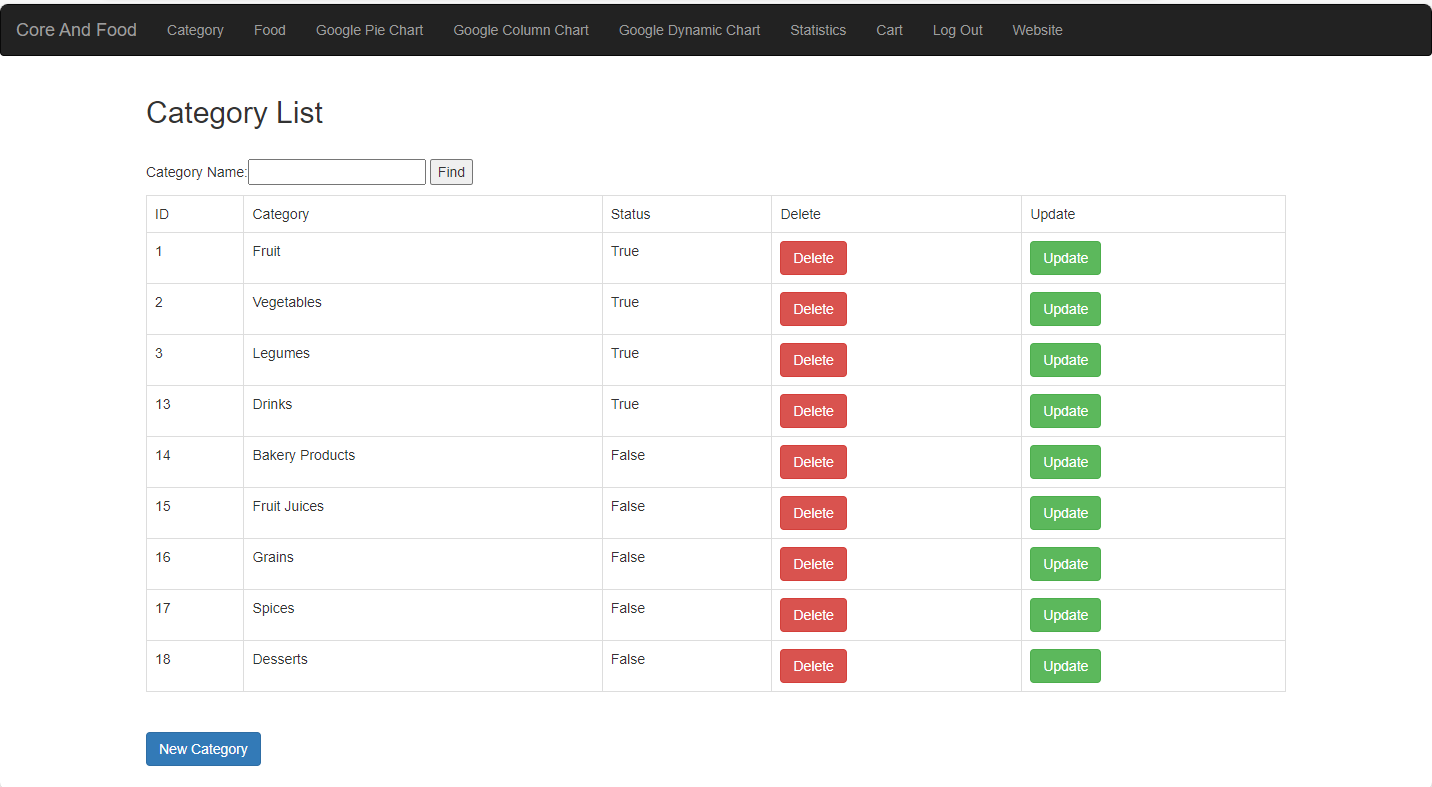 Core And Food Category Food Google Pie Chart Google Column Chart Google Dynamic Chart Statistics Cart Log Out Website
Category List
Category Name: Find
ID Category Status Delete Update
1 Fruit True Delete Update
2 Vegetables True Delete Update
3 Legumes True Delete Update
13 Drinks True Delete Update
14 Bakery Products False Delete Update
15 Fruit Juices False Delete Update
16 Grains False Delete Update
17 Spices False Delete Update
18 Desserts False Delete Update
New Category